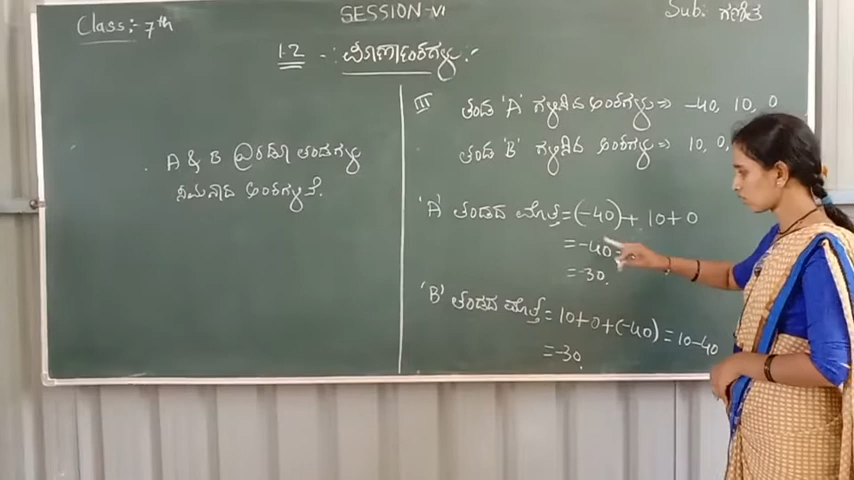 Class:- 7th
SESSION-VI
Sub: ಗಣಿತ
1.2 -: ಪೂರ್ಣಾಂಕಗಳು :-
A & B ಎರಡೂ ತಂಡಗಳು
ಸಮನಾದ ಅಂಕಗಳಿವೆ.
III ತಂಡ 'A' ಗಳಿಸಿದ ಅಂಕಗಳು => -40, 10, 0
ತಂಡ 'B' ಗಳಿಸಿದ ಅಂಕಗಳು => 10, 0,
'A' ತಂಡದ ಮೊತ್ತ = (-40) + 10 + 0
= -40
= -30.
'B' ತಂಡದ ಮೊತ್ತ = 10 + 0 + (-40) = 10 - 40
= -30.